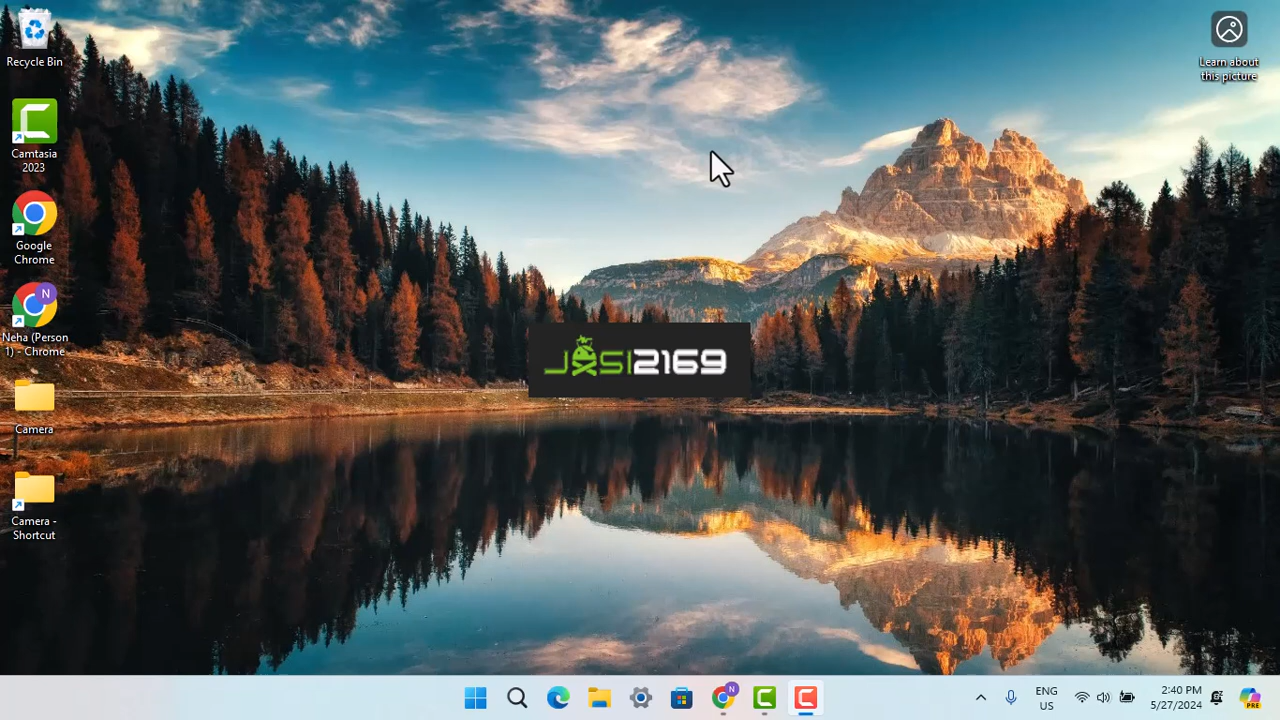 Recycle Bin
Learn about
this picture
Camtasia
2023
Google
Chrome
N
Neha (Person
1) - Chrome
JASI2169
Camera
Camera -
Shortcut
N
ENG
US
2:40 PM
5/27/2024
PRE